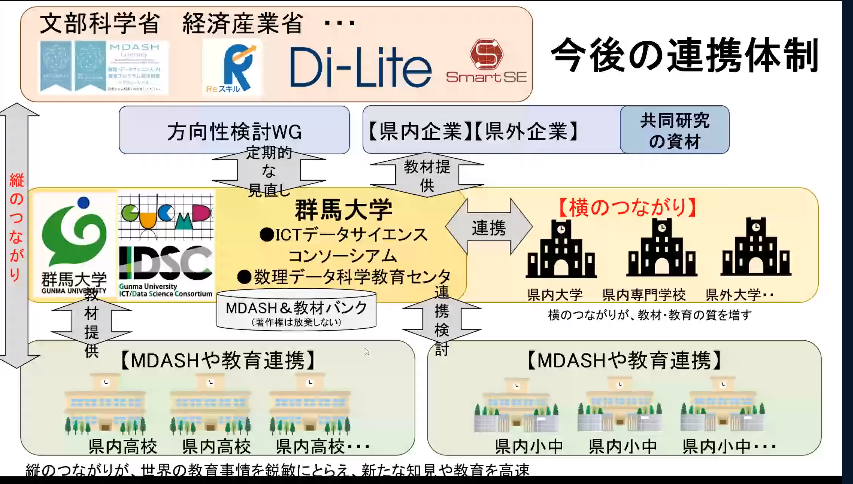 文部科学省 経済産業省 ・・・
MDASH
Literacy
Reスキル
Di-Lite
SmartSE
今後の連携体制
方向性検討WG
【県内企業】【県外企業】
共同研究
の資材
定期的
な
見直し
教材提
供
縦のつながり
群馬大学
GUNMA UNIVERSITY
GUCMD
IDSC
Gunma University
ICT/Data Science Consortium
群馬大学
●ICTデータサイエンス
コンソーシアム
●数理データ科学教育センタ
連携
【横のつながり】
県内大学
県内専門学校
県外大学・・
MDASH＆教材バンク
(著作権は放棄しない)
横のつながりが、教材・教育の質を増す
教材提供
連携検討
【MDASHや教育連携】
県内高校
県内高校
県内高校・・・
【MDASHや教育連携】
県内小中
県内小中
県内小中・・・
縦のつながりが、世界の教育事情を鋭敏にとらえ、新たな知見や教育を高速